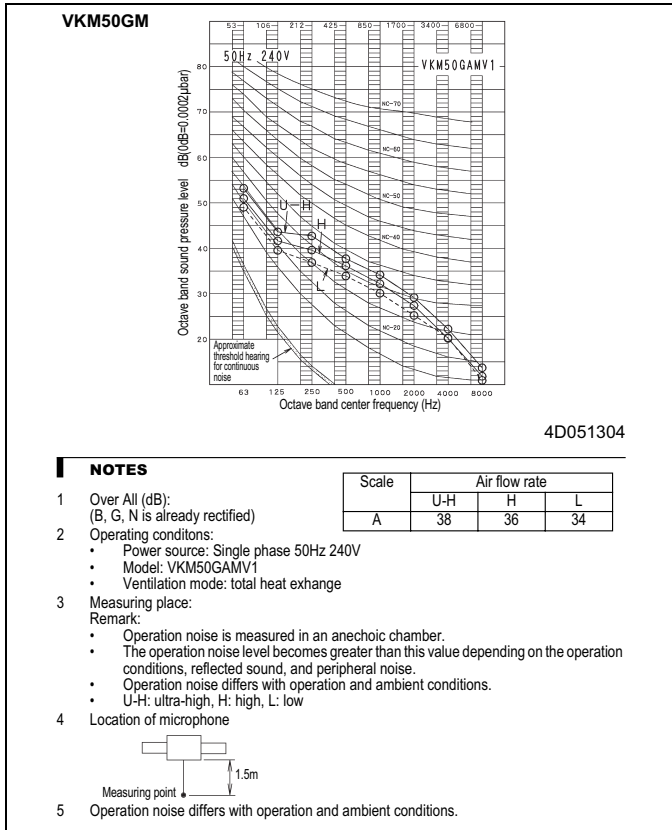 VKM50GM
53 106 212 425 850 1700 3400 6800
50Hz 240V
VKM50GAMV1
80
70
60
50
40
30
20
Octave band sound pressure level dB(0dB=0.0002µbar)
NC-70
NC-60
NC-50
NC-40
NC-20
U-H
H
L
Approximate
threshold hearing
for continuous
noise
63 125 250 500 1000 2000 4000 8000
Octave band center frequency (Hz)
4D051304
NOTES
Scale Air flow rate
U-H H L
A 38 36 34
1 Over All (dB):
(B, G, N is already rectified)
2 Operating conditons:
• Power source: Single phase 50Hz 240V
• Model: VKM50GAMV1
• Ventilation mode: total heat exhange
3 Measuring place:
Remark:
• Operation noise is measured in an anechoic chamber.
• The operation noise level becomes greater than this value depending on the operation
conditions, reflected sound, and peripheral noise.
• Operation noise differs with operation and ambient conditions.
• U-H: ultra-high, H: high, L: low
4 Location of microphone
1.5m
Measuring point
5 Operation noise differs with operation and ambient conditions.